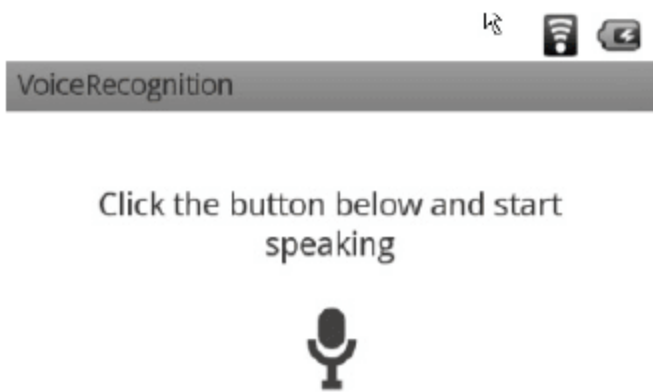 VoiceRecognition
Click the button below and start
speaking